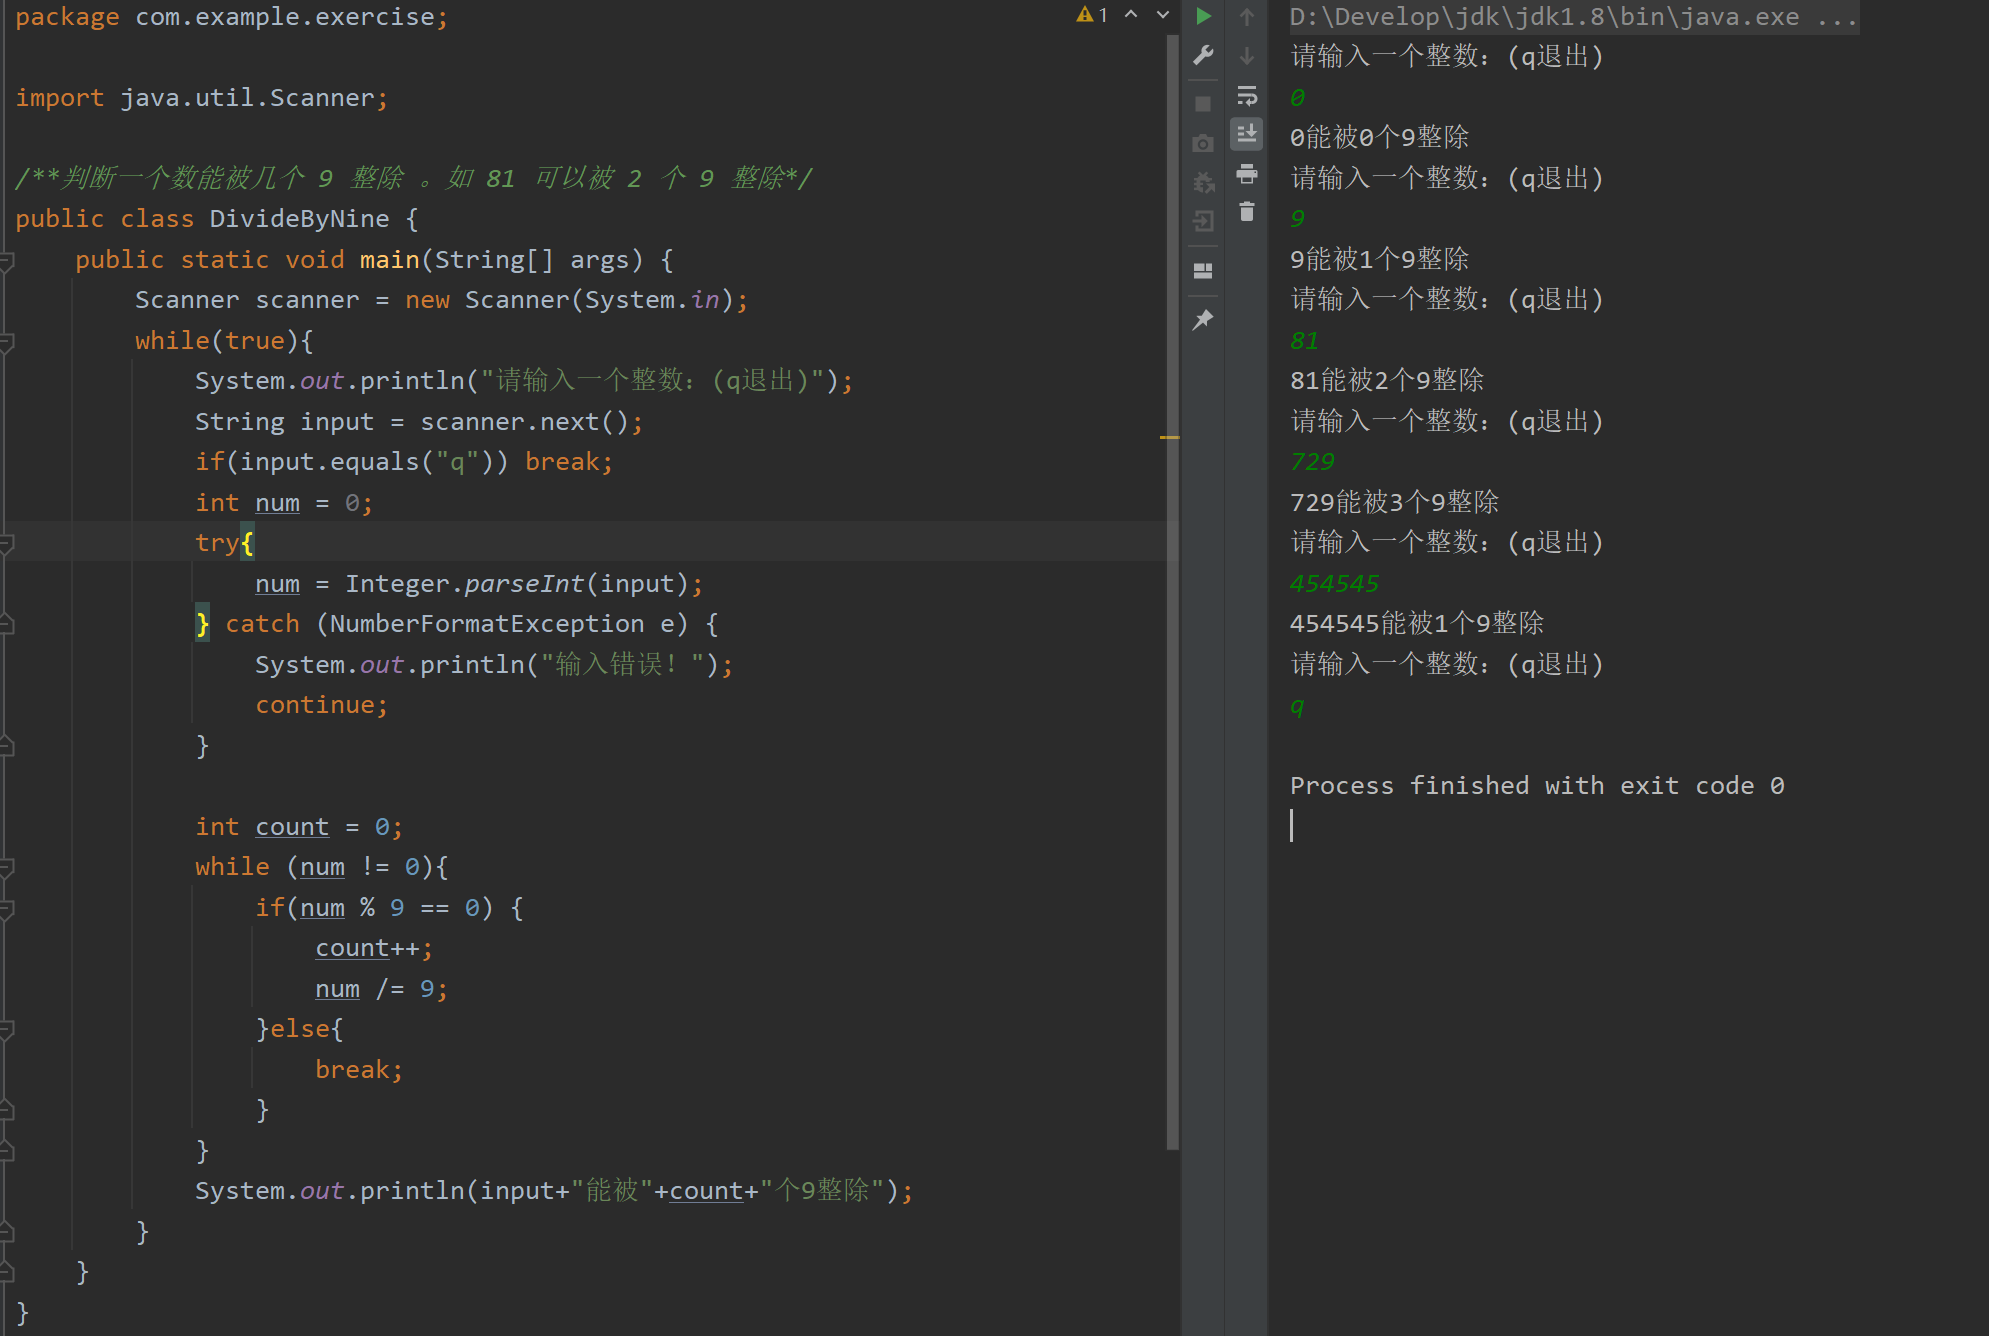 package com.example.exercise;
import java.util.Scanner;
/**判断一个数能被几个 9 整除 。如 81 可以被 2 个 9 整除*/
public class DivideByNine {
    public static void main(String[] args) {
        Scanner scanner = new Scanner(System.in);
        while(true){
            System.out.println("请输入一个整数：(q退出)");
            String input = scanner.next();
            if(input.equals("q")) break;
            int num = 0;
            try{
                num = Integer.parseInt(input);
            } catch (NumberFormatException e) {
                System.out.println("输入错误！");
                continue;
            }
            int count = 0;
            while (num != 0){
                if(num % 9 == 0) {
                    count++;
                    num /= 9;
                }else{
                    break;
                }
            }
            System.out.println(input+"能被"+count+"个9整除");
        }
    }
}
1
D:\Develop\jdk\jdk1.8\bin\java.exe ...
请输入一个整数：(q退出)
0
0能被0个9整除
请输入一个整数：(q退出)
9
9能被1个9整除
请输入一个整数：(q退出)
81
81能被2个9整除
请输入一个整数：(q退出)
729
729能被3个9整除
请输入一个整数：(q退出)
454545
454545能被1个9整除
请输入一个整数：(q退出)
q
Process finished with exit code 0